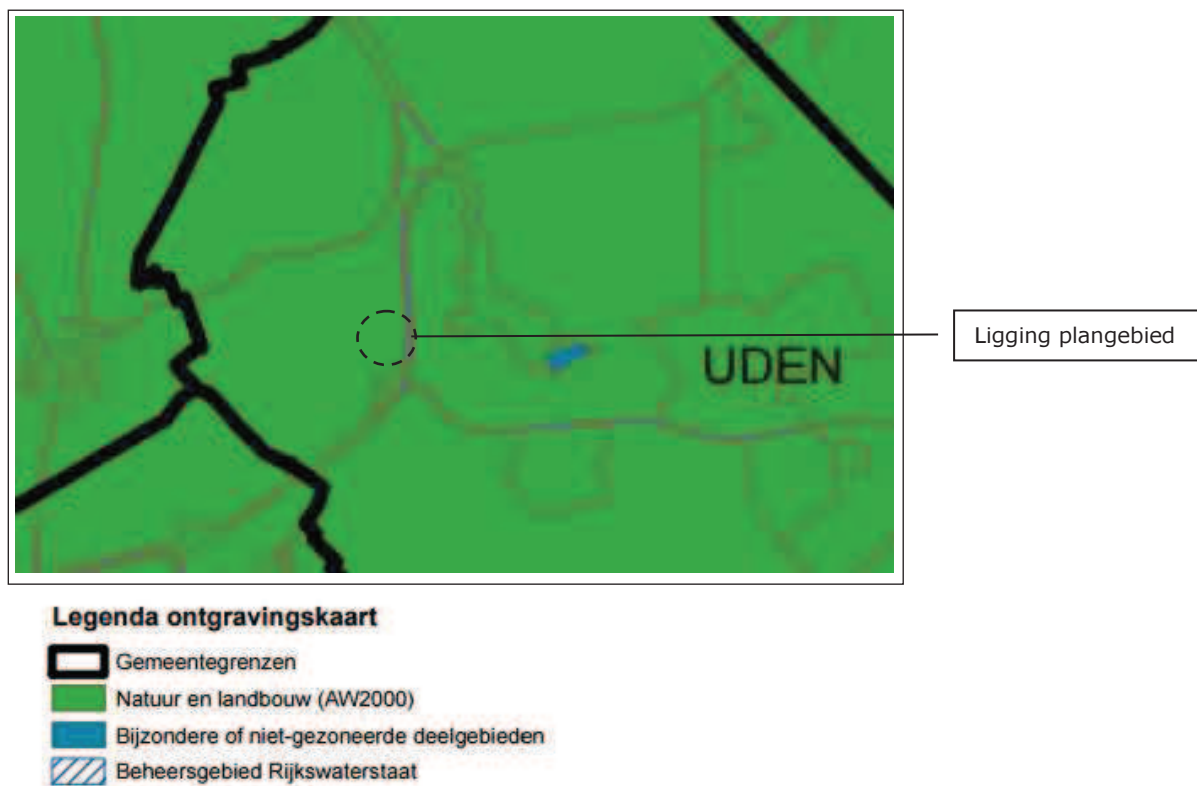 UDEN
Ligging plangebied
Legenda ontgravingskaart
Gemeentegrenzen
Natuur en landbouw (AW2000)
Bijzondere of niet-gezoneerde deelgebieden
Beheersgebied Rijkswaterstaat